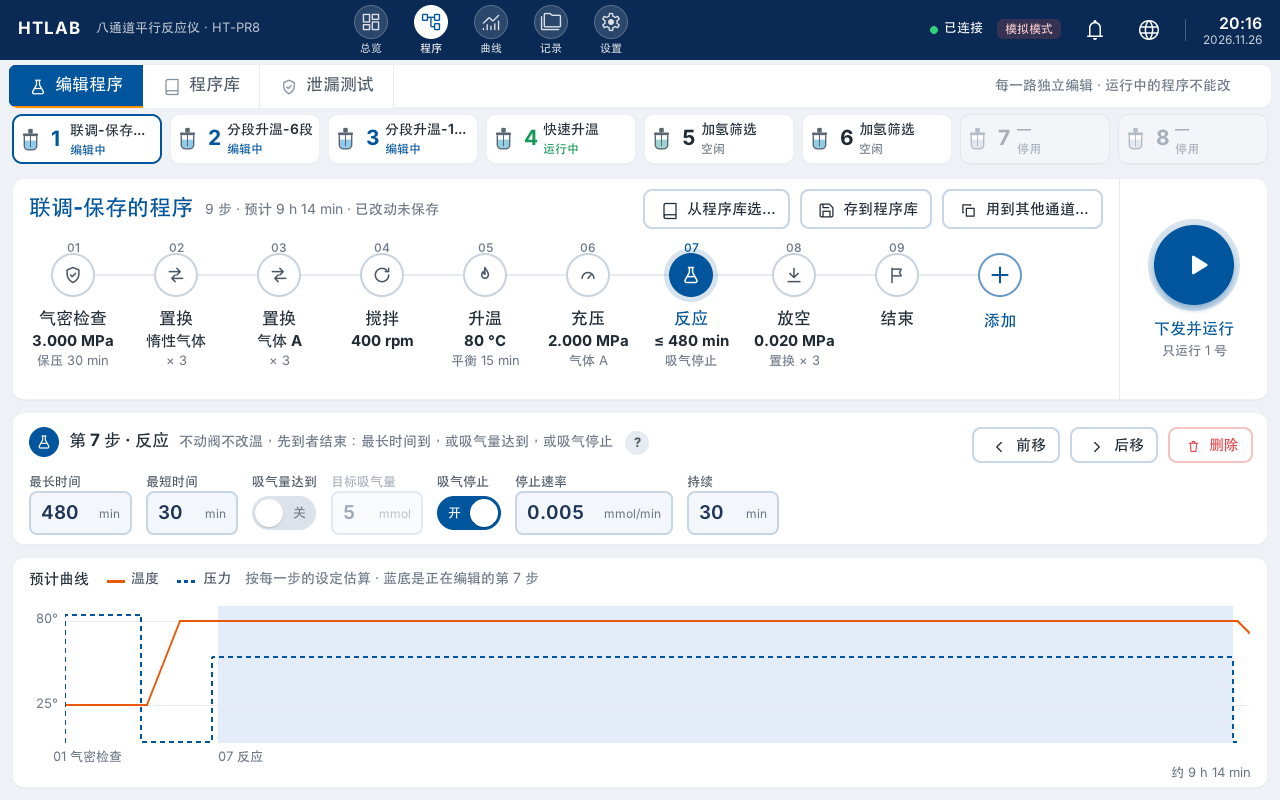 HTLAB 八通道平行反应仪 · HT-PR8
总览 程序 曲线 记录 设置
已连接 模拟模式
20:16
2026.11.26
编辑程序 程序库 泄漏测试
每一路独立编辑 · 运行中的程序不能改
1 联调-保存... 编辑中
2 分段升温-6段 编辑中
3 分段升温-1... 编辑中
4 快速升温 运行中
5 加氢筛选 空闲
6 加氢筛选 空闲
7 — 停用
8 — 停用
联调-保存的程序 9 步 · 预计 9 h 14 min · 已改动未保存
从程序库选... 存到程序库 用到其他通道...
01 02 03 04 05 06 07 08 09
气密检查 置换 置换 搅拌 升温 充压 反应 放空 结束 添加
3.000 MPa 惰性气体 气体 A 400 rpm 80 °C 2.000 MPa ≤ 480 min 0.020 MPa
保压 30 min × 3 × 3 平衡 15 min 气体 A 吸气停止 置换 × 3
下发并运行
只运行 1 号
第 7 步 · 反应 不动阀不改温，先到者结束：最长时间到，或吸气量达到，或吸气停止 ?
前移 后移 删除
最长时间 最短时间 吸气量达到 目标吸气量 吸气停止 停止速率 持续
480 min 30 min 关 5 mmol 开 0.005 mmol/min 30 min
预计曲线 温度 压力 按每一步的设定估算 · 蓝底是正在编辑的第 7 步
80°
25°
01 气密检查 07 反应
约 9 h 14 min